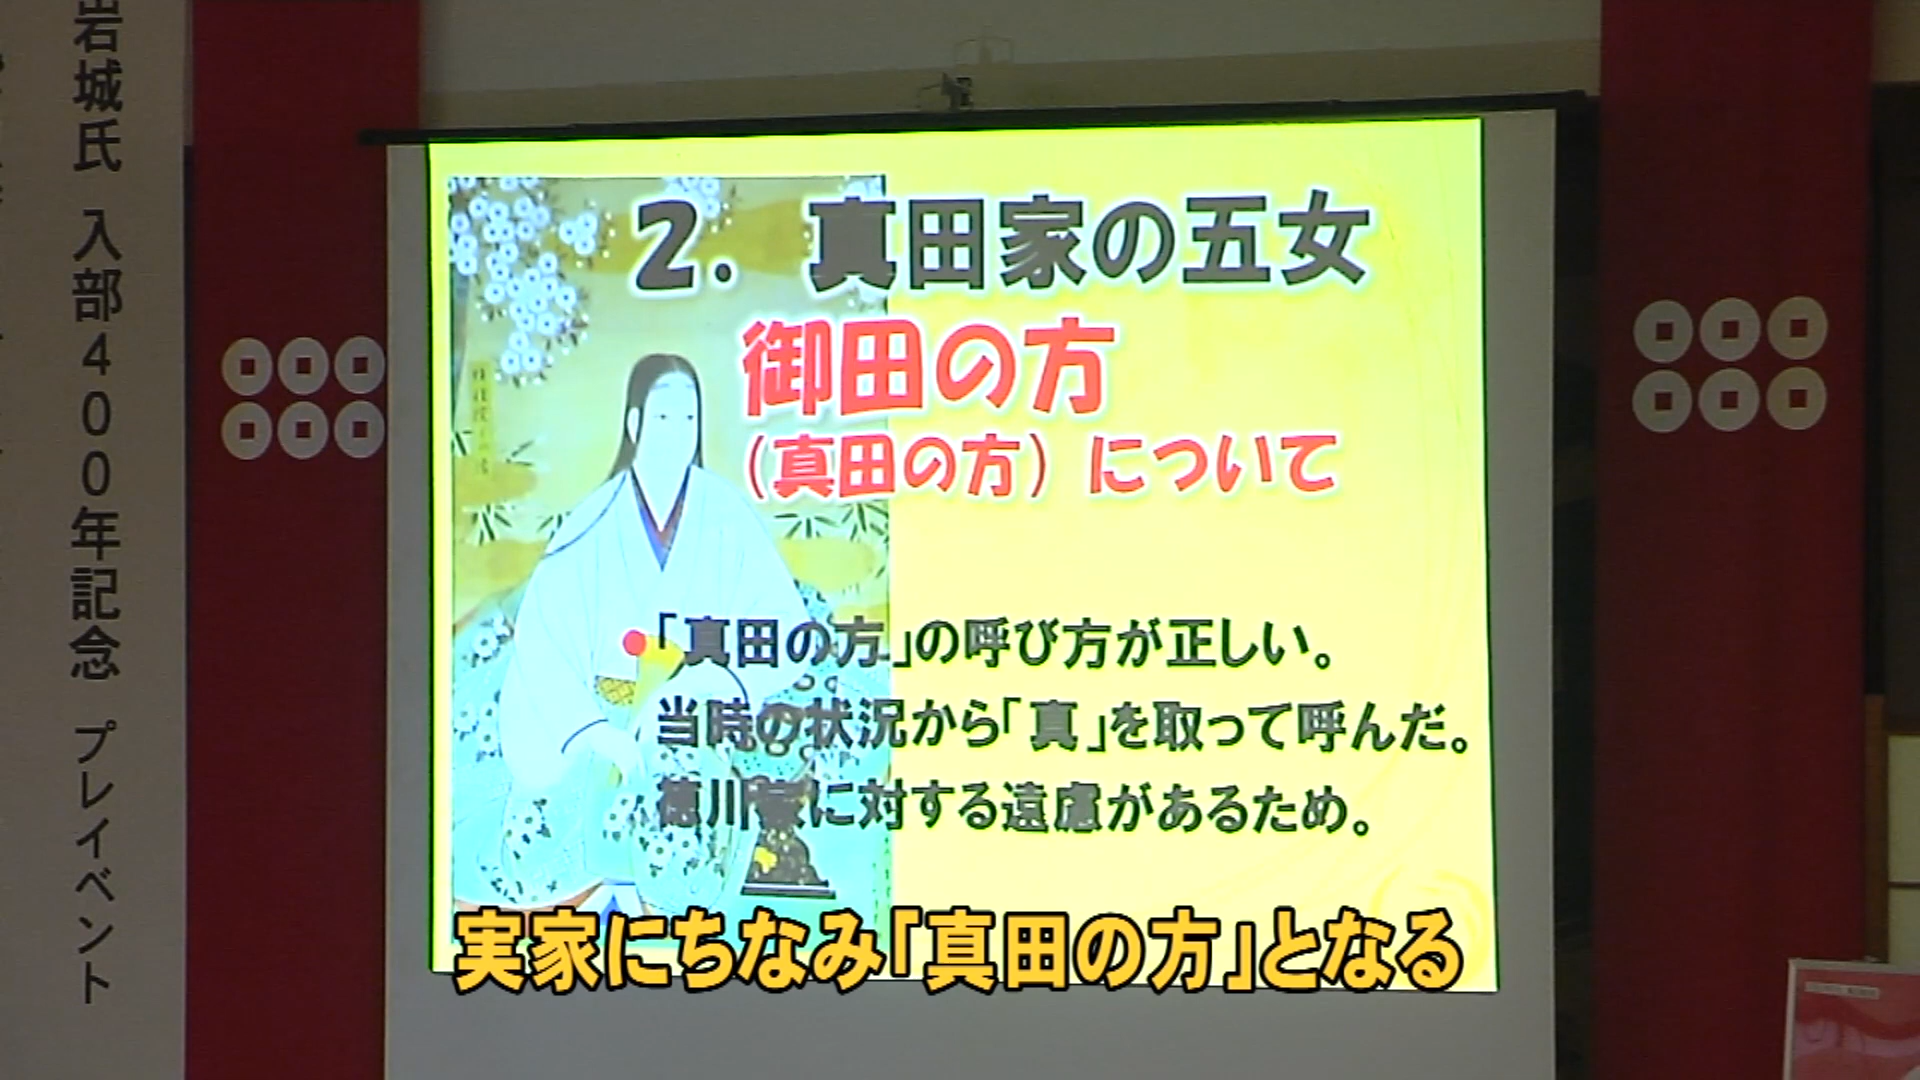 岩城氏 入部400年記念 プレイベント
2. 真田家の五女
御田の方
(真田の方)について
「真田の方」の呼び方が正しい。
当時の状況から「真」を取って呼んだ。
徳川家に対する遠慮があるため。
実家にちなみ「真田の方」となる